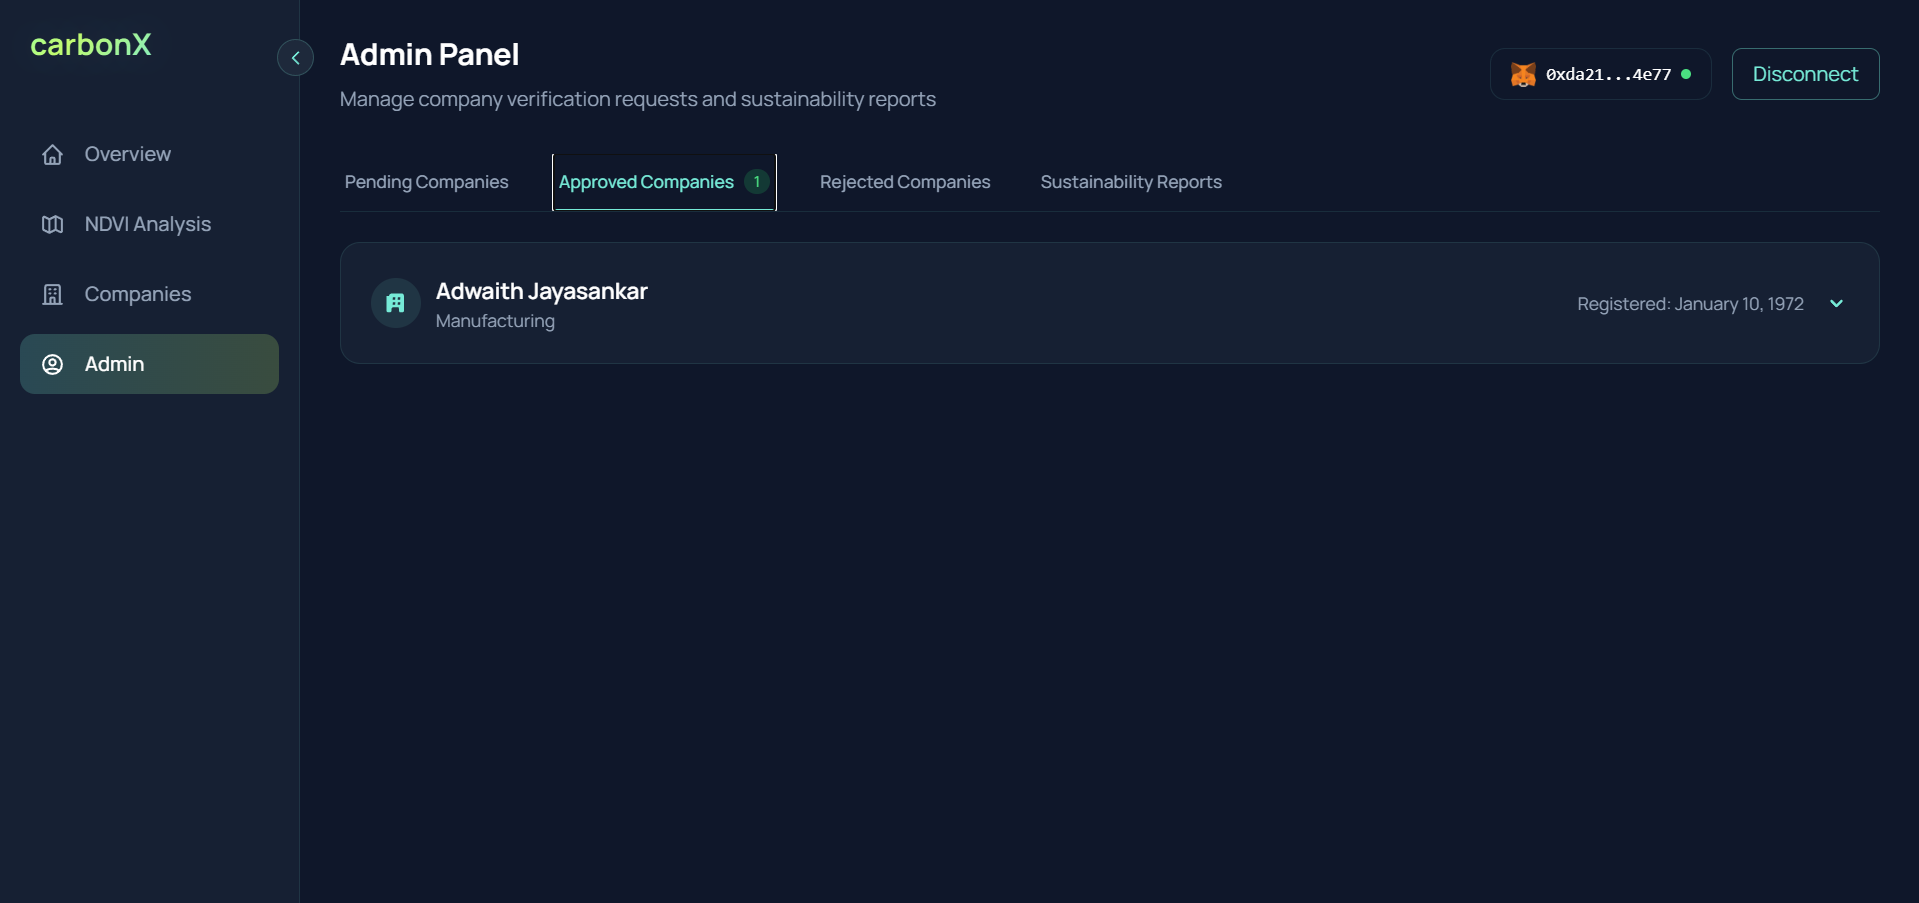 carbonX
Overview
NDVI Analysis
Companies
Admin
Admin Panel
Manage company verification requests and sustainability reports
0xda21...4e77
Disconnect
Pending Companies
Approved Companies 1
Rejected Companies
Sustainability Reports
Adwaith Jayasankar
Manufacturing
Registered: January 10, 1972